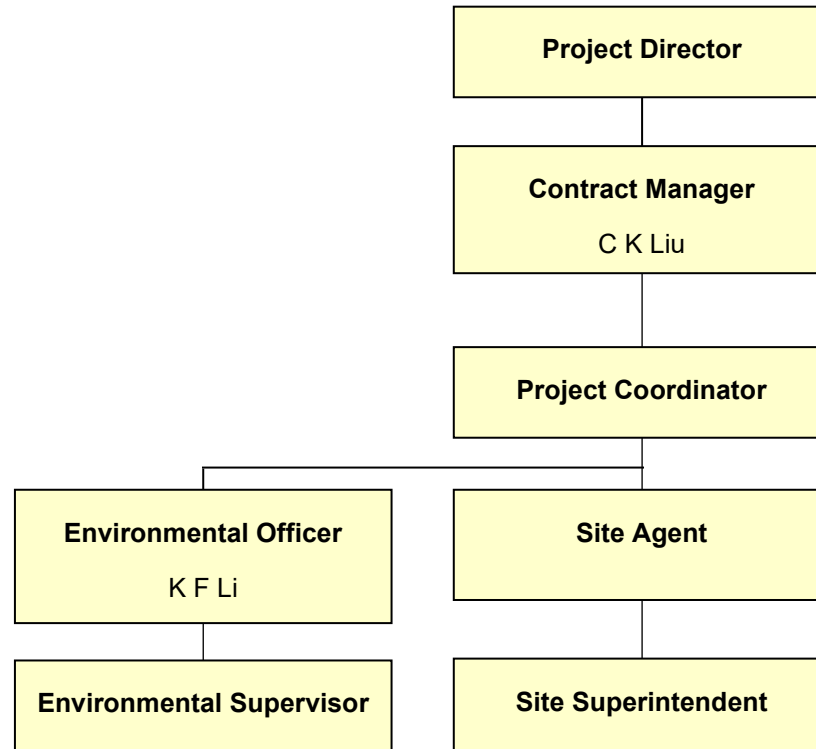 Project Director
Contract Manager
C K Liu
Project Coordinator
Environmental Officer
K F Li
Site Agent
Environmental Supervisor
Site Superintendent